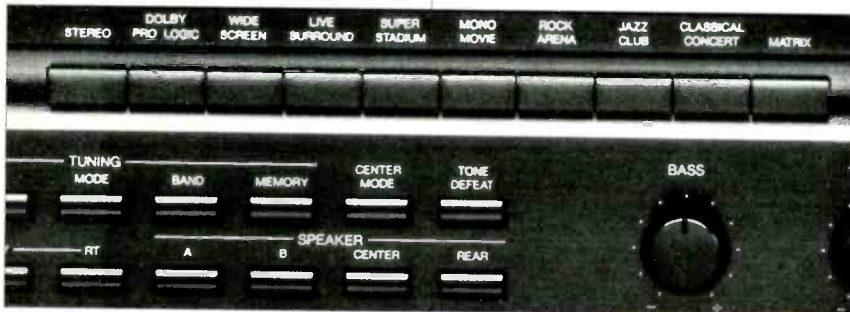 STEREO
DOLBY
PRO LOGIC
WIDE
SCREEN
LIVE
SURROUND
SUPER
STADIUM
MONO
MOVIE
ROCK
ARENA
JAZZ
CLUB
CLASSICAL
CONCERT
MATRIX
TUNING
MODE
BAND
MEMORY
CENTER
MODE
TONE
DEFEAT
BASS
RT
SPEAKER
A
B
CENTER
REAR
- +